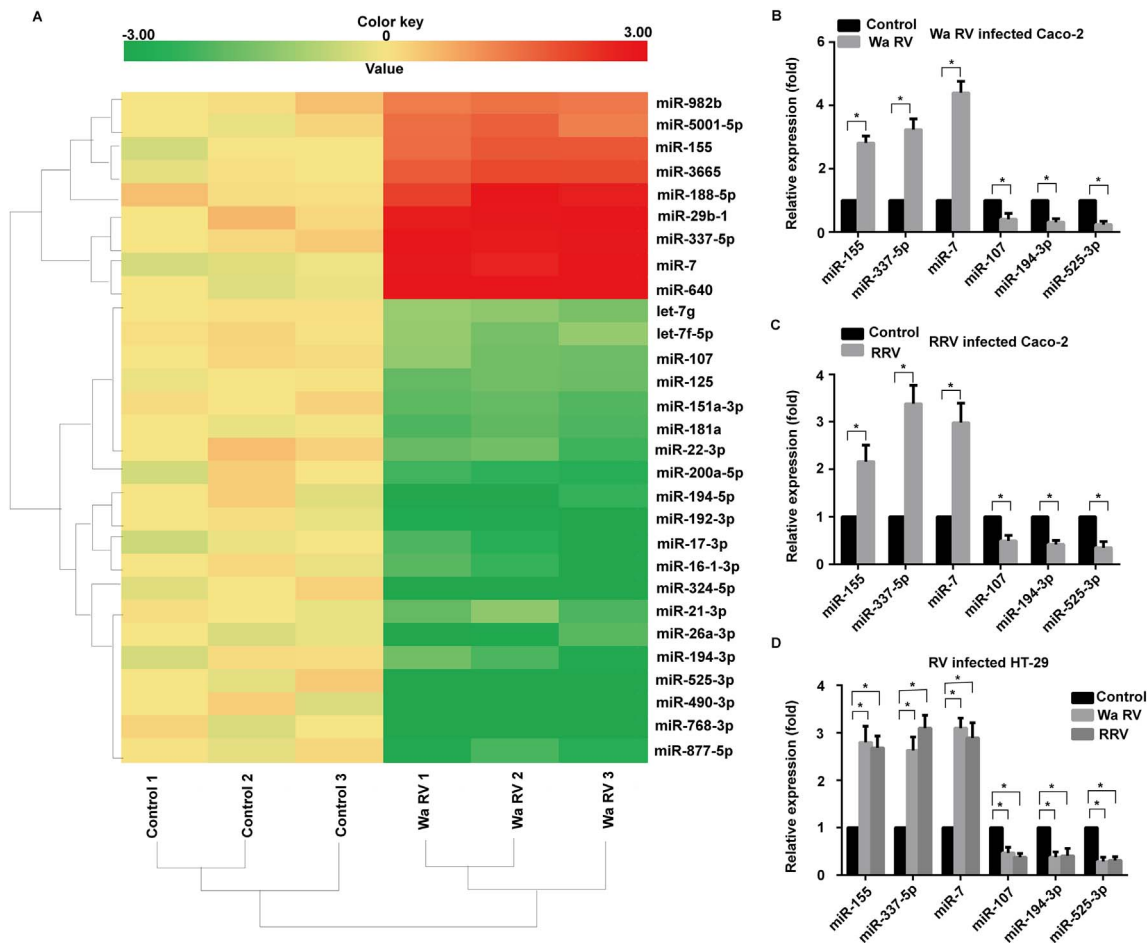 A
Color key
-3.00 0 3.00
Value
miR-982b
miR-5001-5p
miR-155
miR-3665
miR-188-5p
miR-29b-1
miR-337-5p
miR-7
miR-640
let-7g
let-7f-5p
miR-107
miR-125
miR-151a-3p
miR-181a
miR-22-3p
miR-200a-5p
miR-194-5p
miR-192-3p
miR-17-3p
miR-16-1-3p
miR-324-5p
miR-21-3p
miR-26a-3p
miR-194-3p
miR-525-3p
miR-490-3p
miR-768-3p
miR-877-5p
Control 1
Control 2
Control 3
Wa RV 1
Wa RV 2
Wa RV 3
B
Control
Wa RV
Wa RV infected Caco-2
Relative expression (fold)
6
4
2
0
* * * * * *
miR-155
miR-337-5p
miR-7
miR-107
miR-194-3p
miR-525-3p
C
Control
RRV
RRV infected Caco-2
Relative expression (fold)
4
3
2
1
0
* * * * * *
miR-155
miR-337-5p
miR-7
miR-107
miR-194-3p
miR-525-3p
D
RV infected HT-29
Control
Wa RV
RRV
Relative expression (fold)
4
3
2
1
0
* * * * * *
* * * * * *
miR-155
miR-337-5p
miR-7
miR-107
miR-194-3p
miR-525-3p